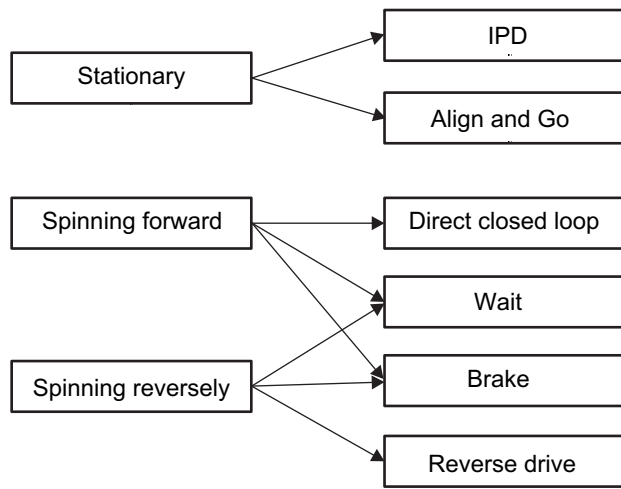 IPD
Stationary
Align and Go
Spinning forward
Direct closed loop
Wait
Spinning reversely
Brake
Reverse drive